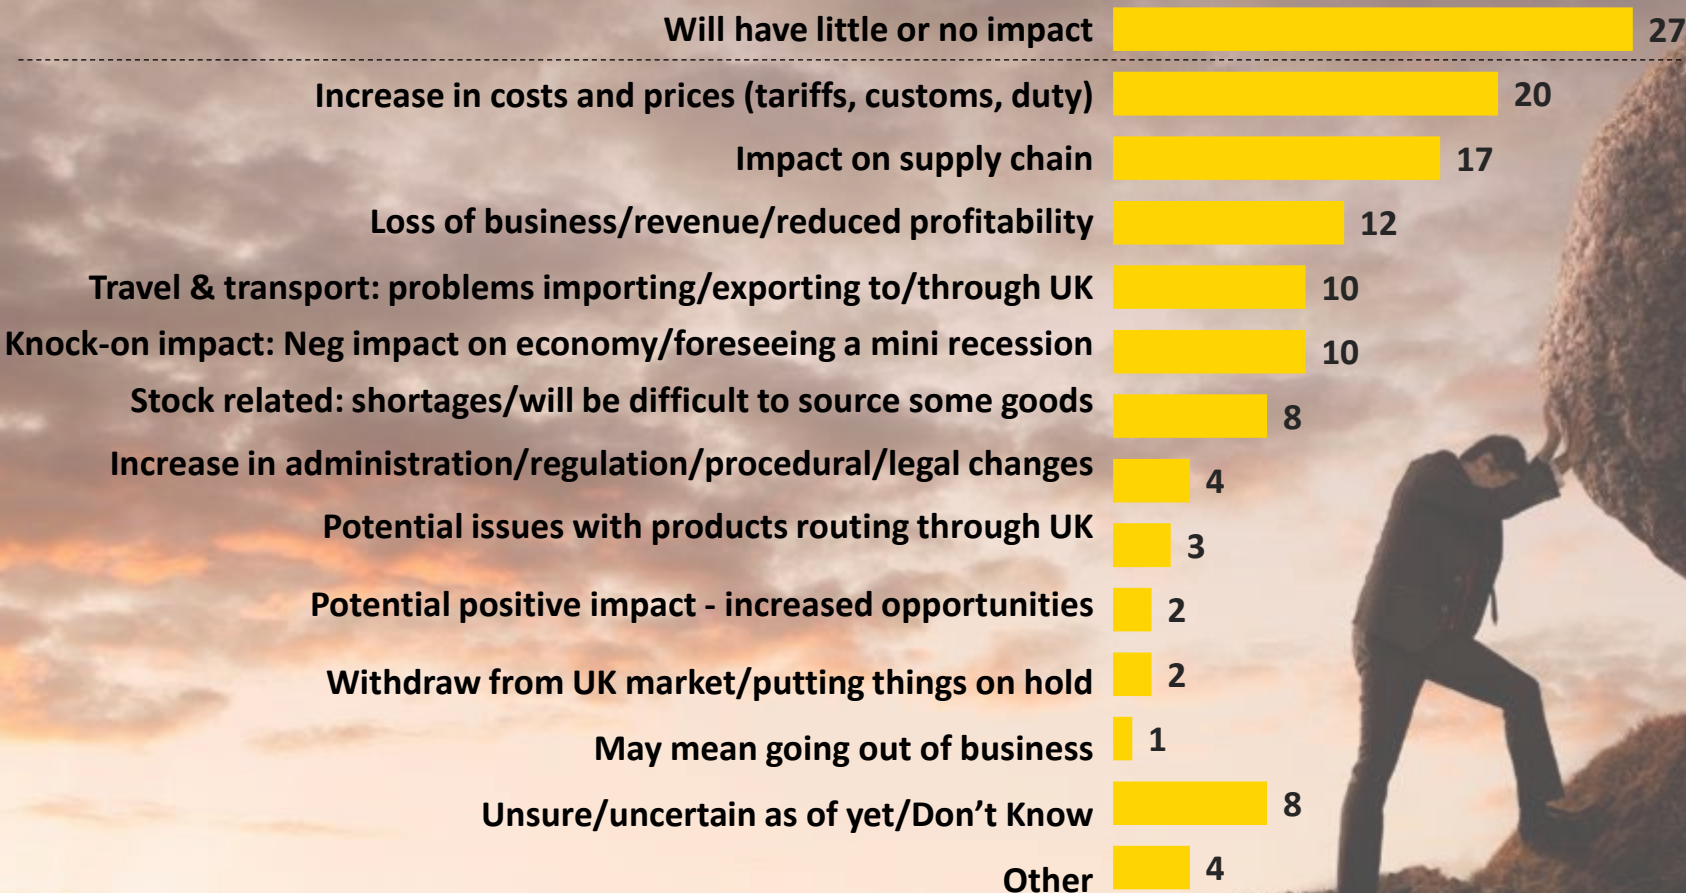 Will have little or no impact 27
Increase in costs and prices (tariffs, customs, duty) 20
Impact on supply chain 17
Loss of business/revenue/reduced profitability 12
Travel & transport: problems importing/exporting to/through UK 10
Knock-on impact: Neg impact on economy/foreseeing a mini recession 10
Stock related: shortages/will be difficult to source some goods 8
Increase in administration/regulation/procedural/legal changes 4
Potential issues with products routing through UK 3
Potential positive impact - increased opportunities 2
Withdraw from UK market/putting things on hold 2
May mean going out of business 1
Unsure/uncertain as of yet/Don’t Know 8
Other 4